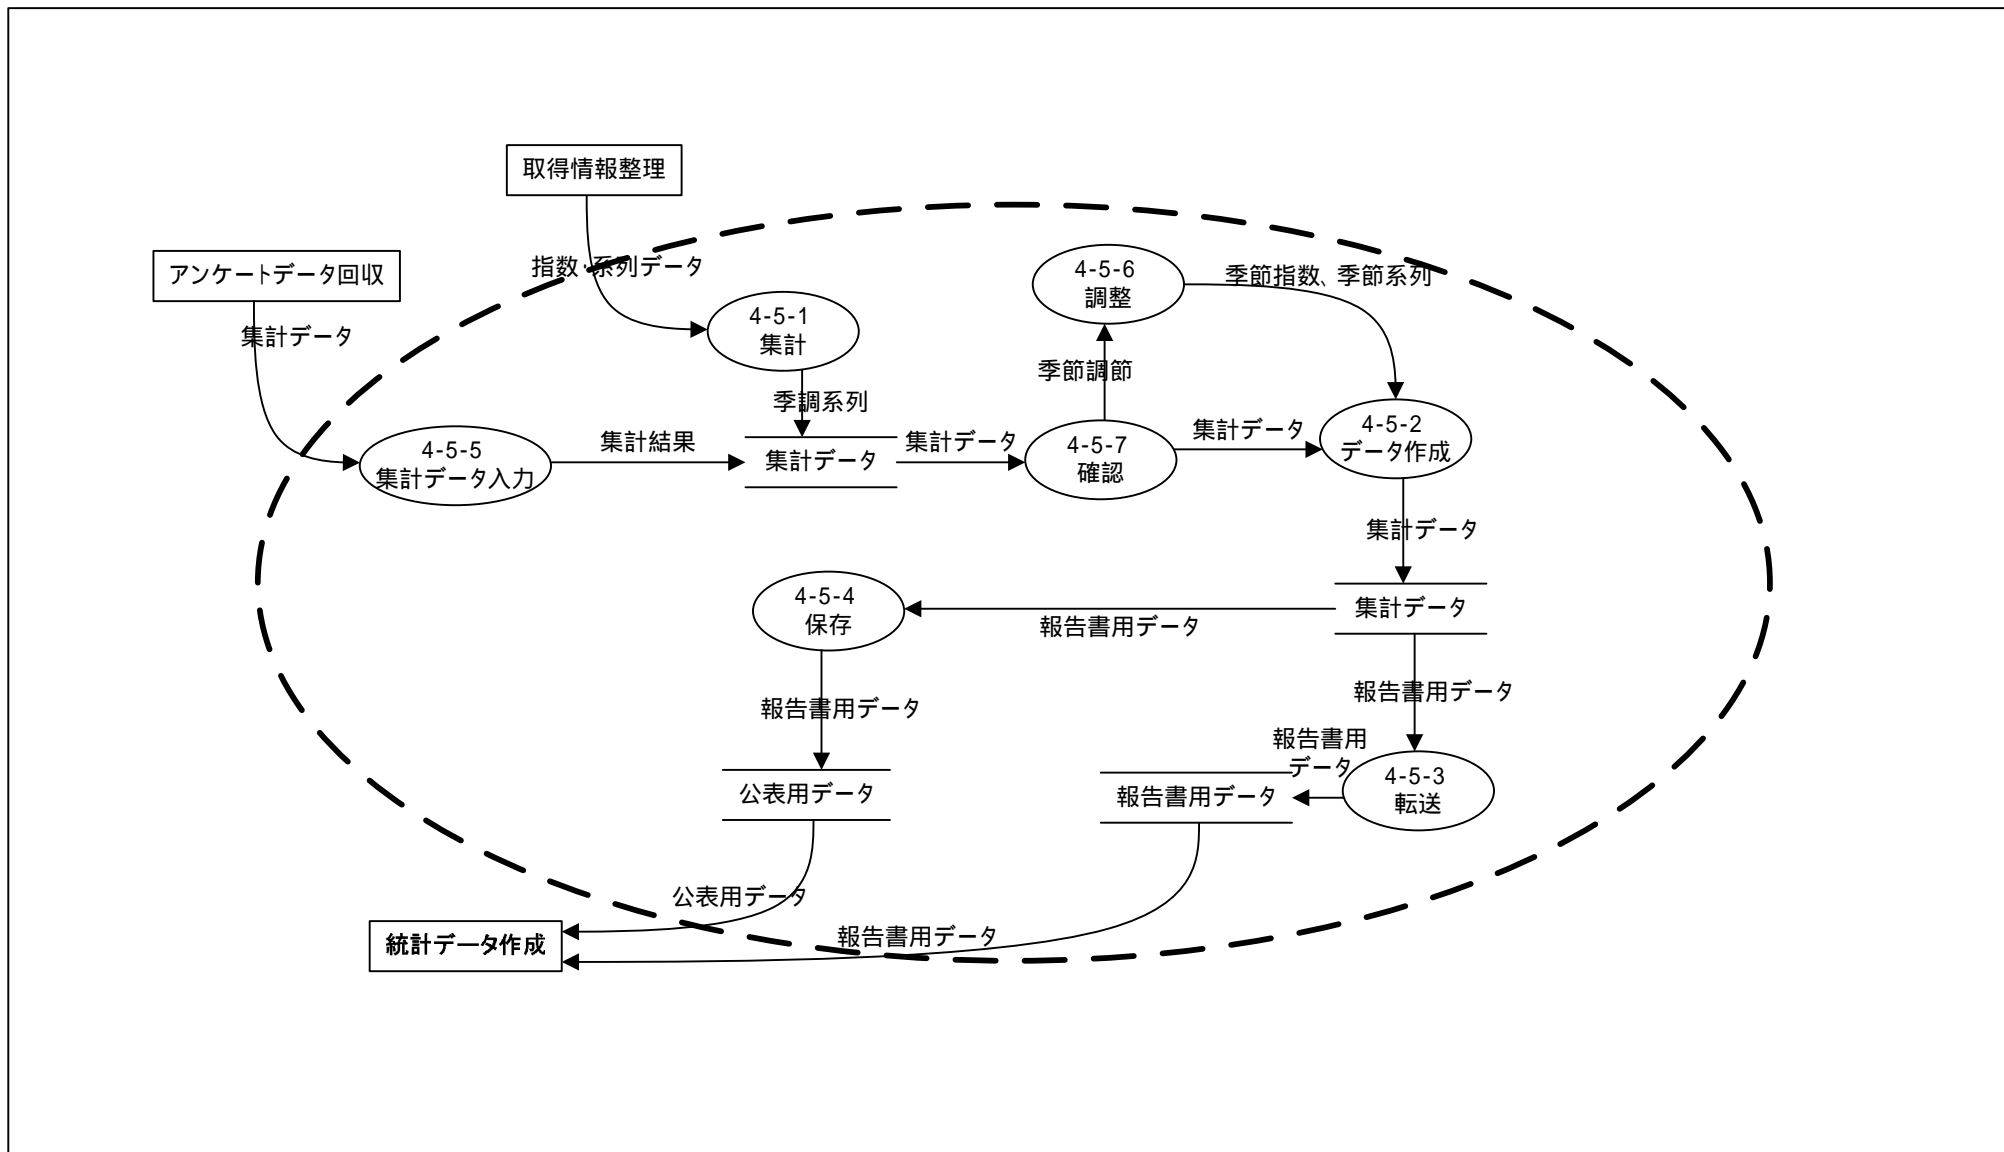 取得情報整理
アンケートデータ回収
指数・系列データ
集計データ
4-5-1
集計
4-5-6
調整
季節指数、季節系列
季節調節
季調系列
4-5-5
集計データ入力
集計結果
集計データ
集計データ
4-5-7
確認
集計データ
4-5-2
データ作成
集計データ
集計データ
4-5-4
保存
報告書用データ
報告書用データ
報告書用データ
報告書用
データ
4-5-3
転送
公表用データ
報告書用データ
公表用データ
報告書用データ
統計データ作成